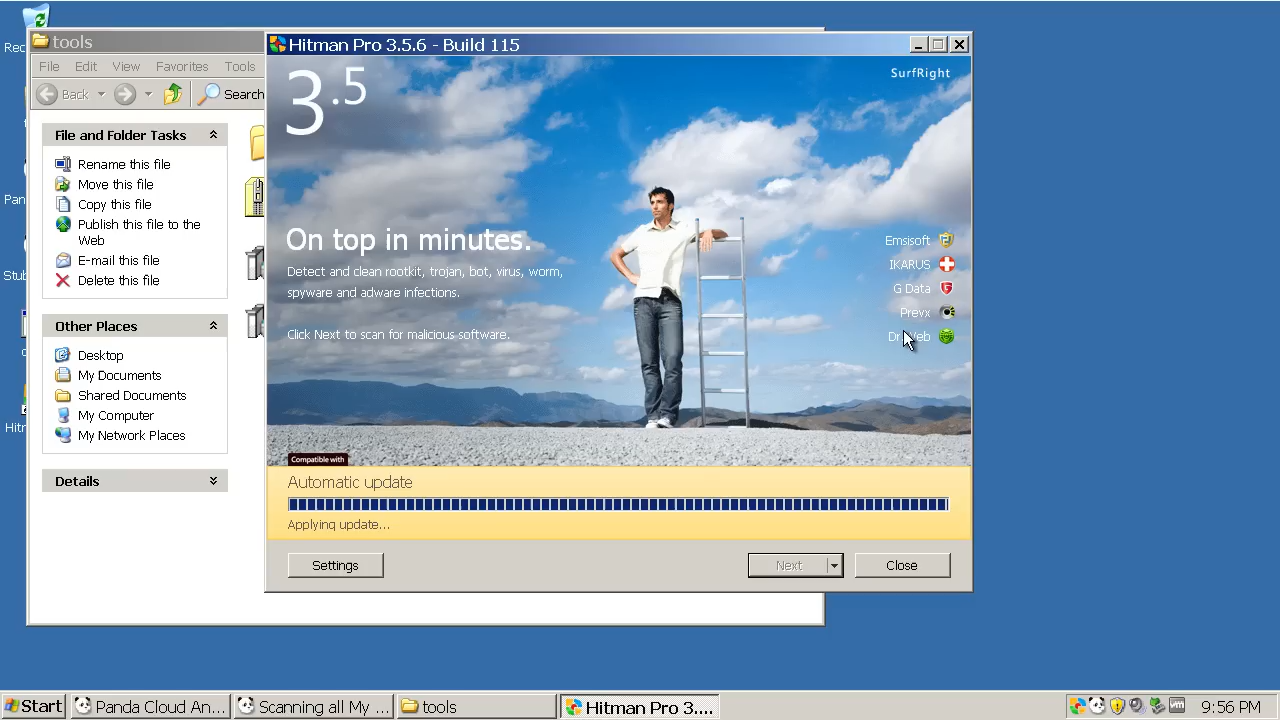 Rec
tools
Hitman Pro 3.5.6 - Build 115
File Edit View Favorites Tools
Back Search
3.5
SurfRight
File and Folder Tasks
Rename this file
Move this file
Copy this file
Publish this file to the
Web
E-mail this file
Delete this file
Pan
Stub
Hitm
Other Places
Desktop
My Documents
Shared Documents
My Computer
My Network Places
Details
On top in minutes.
Detect and clean rootkit, trojan, bot, virus, worm,
spyware and adware infections.
Click Next to scan for malicious software.
Emsisoft
IKARUS
G Data
Prevx
Compatible with
Automatic update
Applying update...
Settings Next Close
Start Panda Cloud An... Scanning all My ... tools Hitman Pro 3.... 9:56 PM